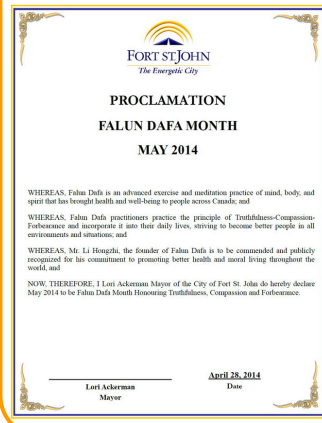 FORT ST JOHN
The Energetic City
PROCLAMATION
FALUN DAFA MONTH
MAY 2014
WHEREAS, Falun Dafa is an advanced exercise and meditation practice of mind, body, and
spirit that has brought health and well-being to people across Canada; and
WHEREAS, Falun Dafa practitioners practice the principle of Truthfulness-Compassion-
Forbearance and incorporate it into their daily lives, striving to become better people in all
environments and situations; and
WHEREAS, Mr. Li Hongzhi, the founder of Falun Dafa is to be commended and publicly
recognized for his commitment to promoting better health and moral living throughout the
world, and
NOW, THEREFORE, I Lori Ackerman Mayor of the City of Fort St. John do hereby declare
May 2014 to be Falun Dafa Month Honouring Truthfulness, Compassion and Forbearance.
April 28, 2014
Lori Ackerman Date
Mayor